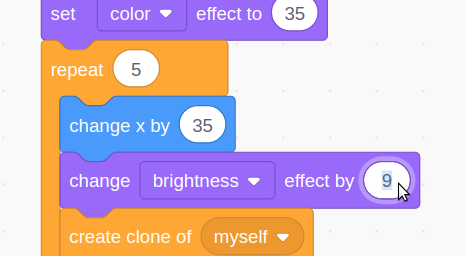 set color effect to 35
repeat 5
change x by 35
change brightness effect by 9
create clone of myself